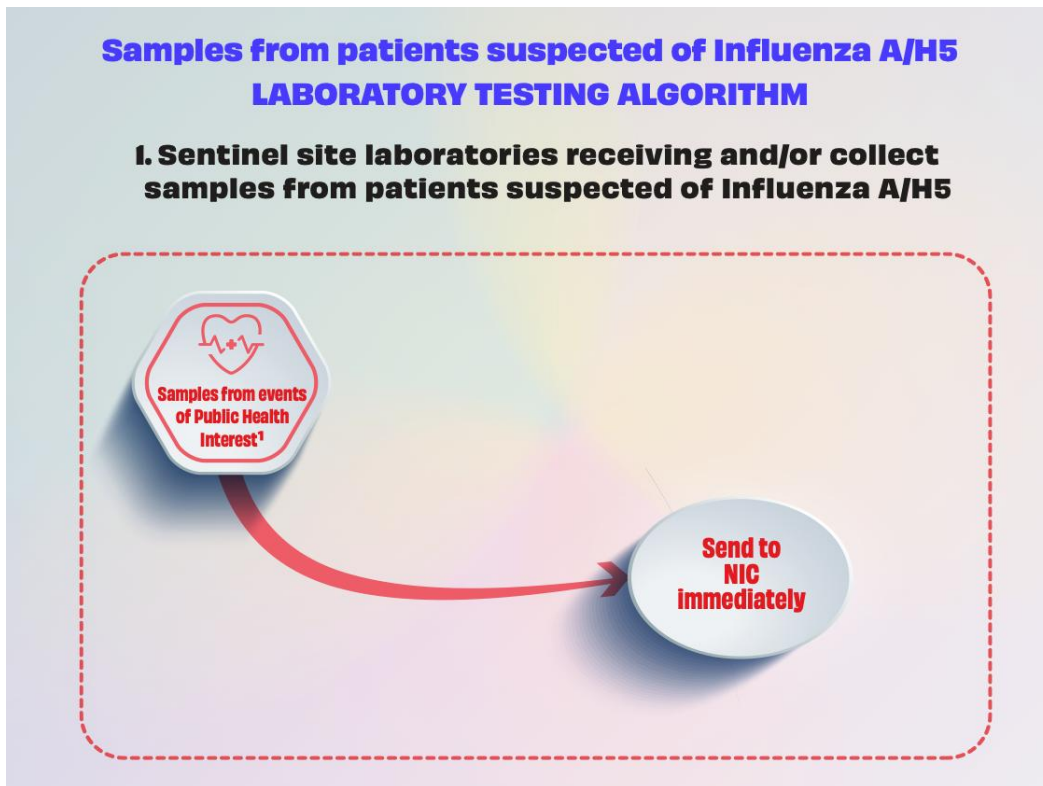 Samples from patients suspected of Influenza A/H5
LABORATORY TESTING ALGORITHM
1. Sentinel site laboratories receiving and/or collect
samples from patients suspected of Influenza A/H5
Samples from events
of Public Health
Interest¹
Send to
NIC
immediately